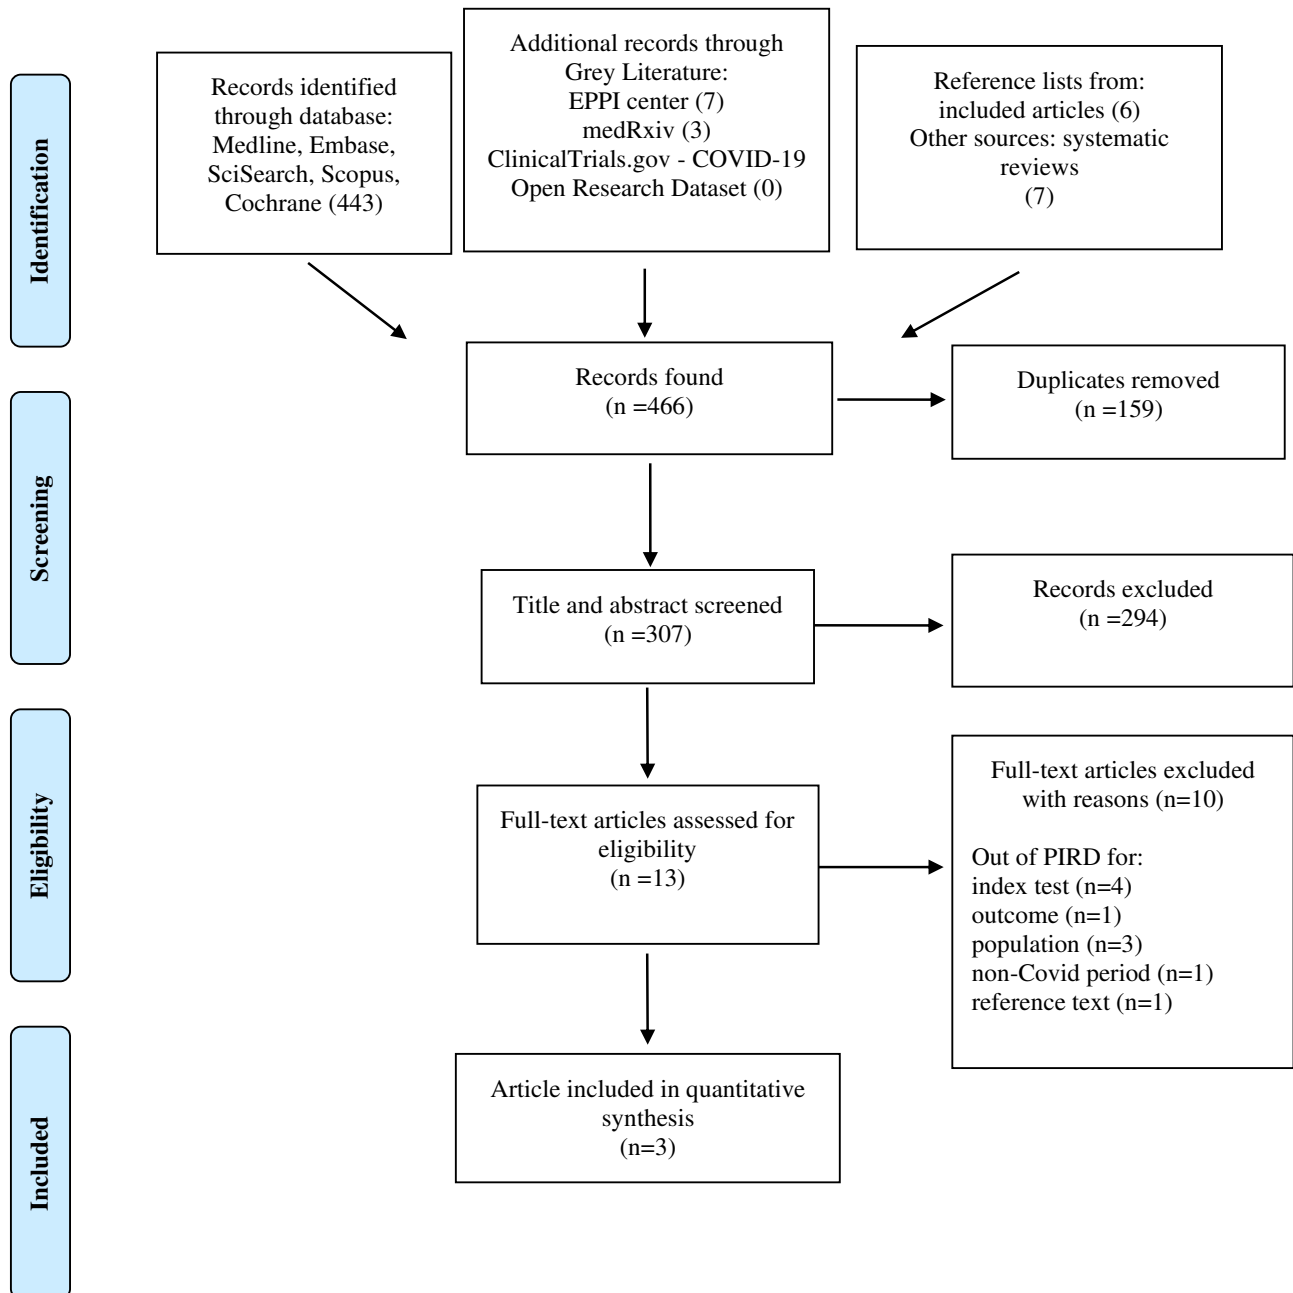 Identification
Records identified
through database:
Medline, Embase,
SciSearch, Scopus,
Cochrane (443)
Additional records through
Grey Literature:
EPPI center (7)
medRxiv (3)
ClinicalTrials.gov - COVID-19
Open Research Dataset (0)
Reference lists from:
included articles (6)
Other sources: systematic
reviews
(7)
Records found
(n =466)
Duplicates removed
(n =159)
Screening
Title and abstract screened
(n =307)
Records excluded
(n =294)
Eligibility
Full-text articles assessed for
eligibility
(n =13)
Full-text articles excluded
with reasons (n=10)
Out of PIRD for:
index test (n=4)
outcome (n=1)
population (n=3)
non-Covid period (n=1)
reference text (n=1)
Included
Article included in quantitative
synthesis
(n=3)